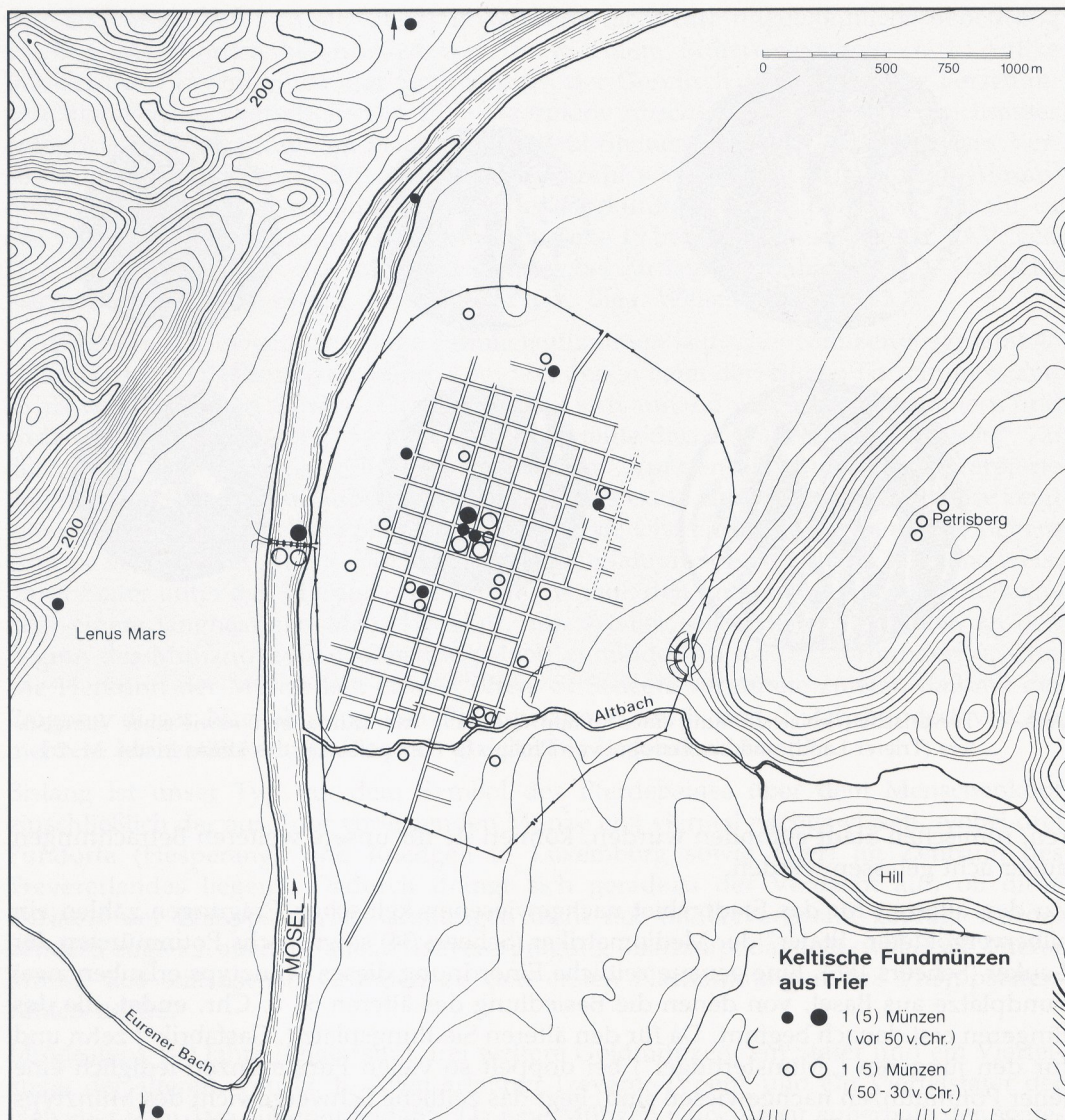 200
0 500 750 1000 m
200
Petrisberg
Lenus Mars
Altbach
Hill
MOSEL
Eurener Bach
Keltische Fundmünzen
aus Trier
1 (5) Münzen
(vor 50 v. Chr.)
1 (5) Münzen
(50 - 30 v. Chr.)